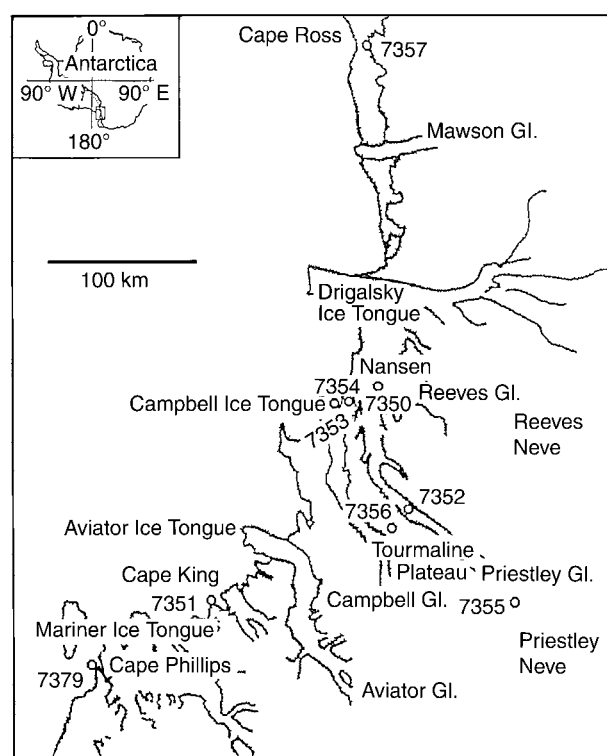 0°
Antarctica
90° W 90° E
180°
Cape Ross
7357
Mawson Gl.
100 km
Drigalsky
Ice Tongue
Nansen
7354
Reeves Gl.
Campbell Ice Tongue
7350
7353
Reeves
Neve
7352
7356
Aviator Ice Tongue
Tourmaline
Plateau
Priestley Gl.
Cape King
7351
Campbell Gl.
7355
Mariner Ice Tongue
Priestley
Neve
Cape Phillips
7379
Aviator Gl.